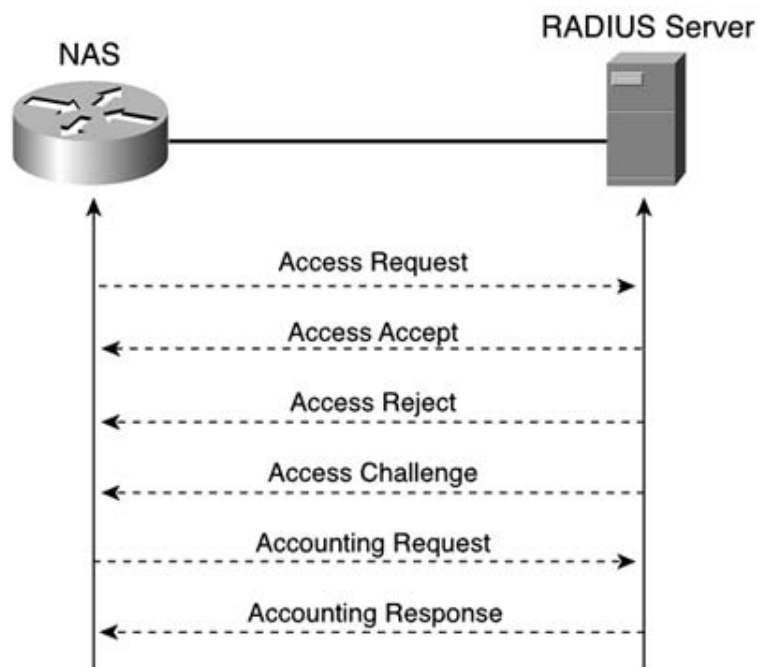 RADIUS Server
NAS
Access Request
Access Accept
Access Reject
Access Challenge
Accounting Request
Accounting Response